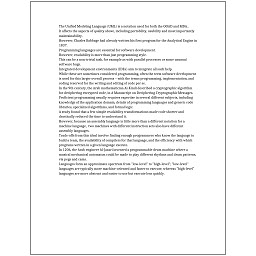 The Unified Modeling Language (UML) is a notation used for both the OOAD and MDA.
It affects the aspects of quality above, including portability, usability and most importantly maintainability.
However, Charles Babbage had already written his first program for the Analytical Engine in 1837.
Programming languages are essential for software development.
However, readability is more than just programming style.
This can be a non-trivial task, for example as with parallel processes or some unusual software bugs.
Integrated development environments (IDEs) aim to integrate all such help.
While these are sometimes considered programming, often the term software development is used for this larger overall process – with the terms programming, implementation, and coding reserved for the writing and editing of code per se.
In the 9th century, the Arab mathematician Al-Kindi described a cryptographic algorithm for deciphering encrypted code, in A Manuscript on Deciphering Cryptographic Messages.
Proficient programming usually requires expertise in several different subjects, including knowledge of the application domain, details of programming languages and generic code libraries, specialized algorithms, and formal logic.
A study found that a few simple readability transformations made code shorter and drastically reduced the time to understand it.
However, because an assembly language is little more than a different notation for a machine language, two machines with different instruction sets also have different assembly languages.
Trade-offs from this ideal involve finding enough programmers who know the language to build a team, the availability of compilers for that language, and the efficiency with which programs written in a given language execute.
In 1206, the Arab engineer Al-Jazari invented a programmable drum machine where a musical mechanical automaton could be made to play different rhythms and drum patterns, via pegs and cams.
Languages form an approximate spectrum from "low-level" to "high-level"; "low-level" languages are typically more machine-oriented and faster to execute, whereas "high-level" languages are more abstract and easier to use but execute less quickly.